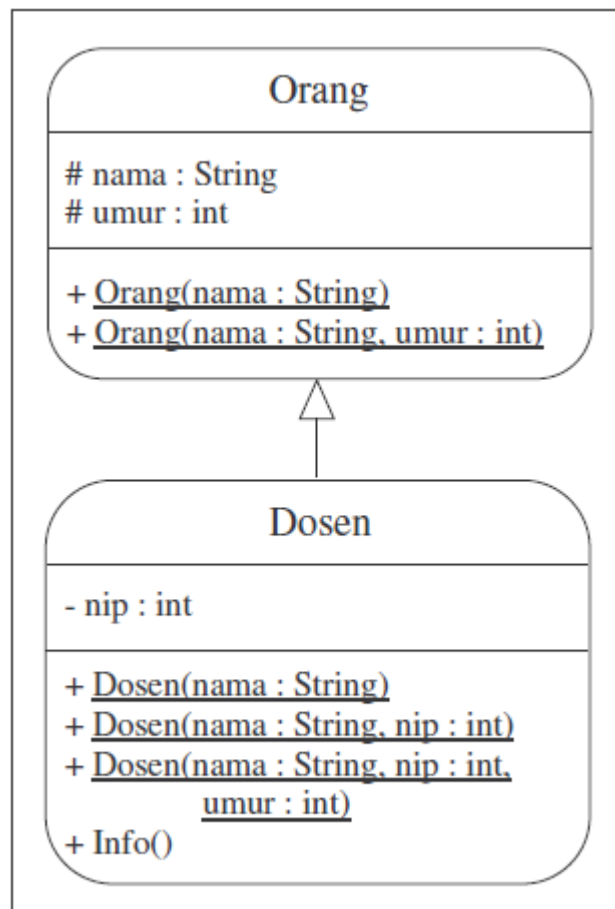 Orang
# nama : String
# umur : int
+ Orang(nama : String)
+ Orang(nama : String, umur : int)
Dosen
- nip : int
+ Dosen(nama : String)
+ Dosen(nama : String, nip : int)
+ Dosen(nama : String, nip : int,
umur : int)
+ Info()